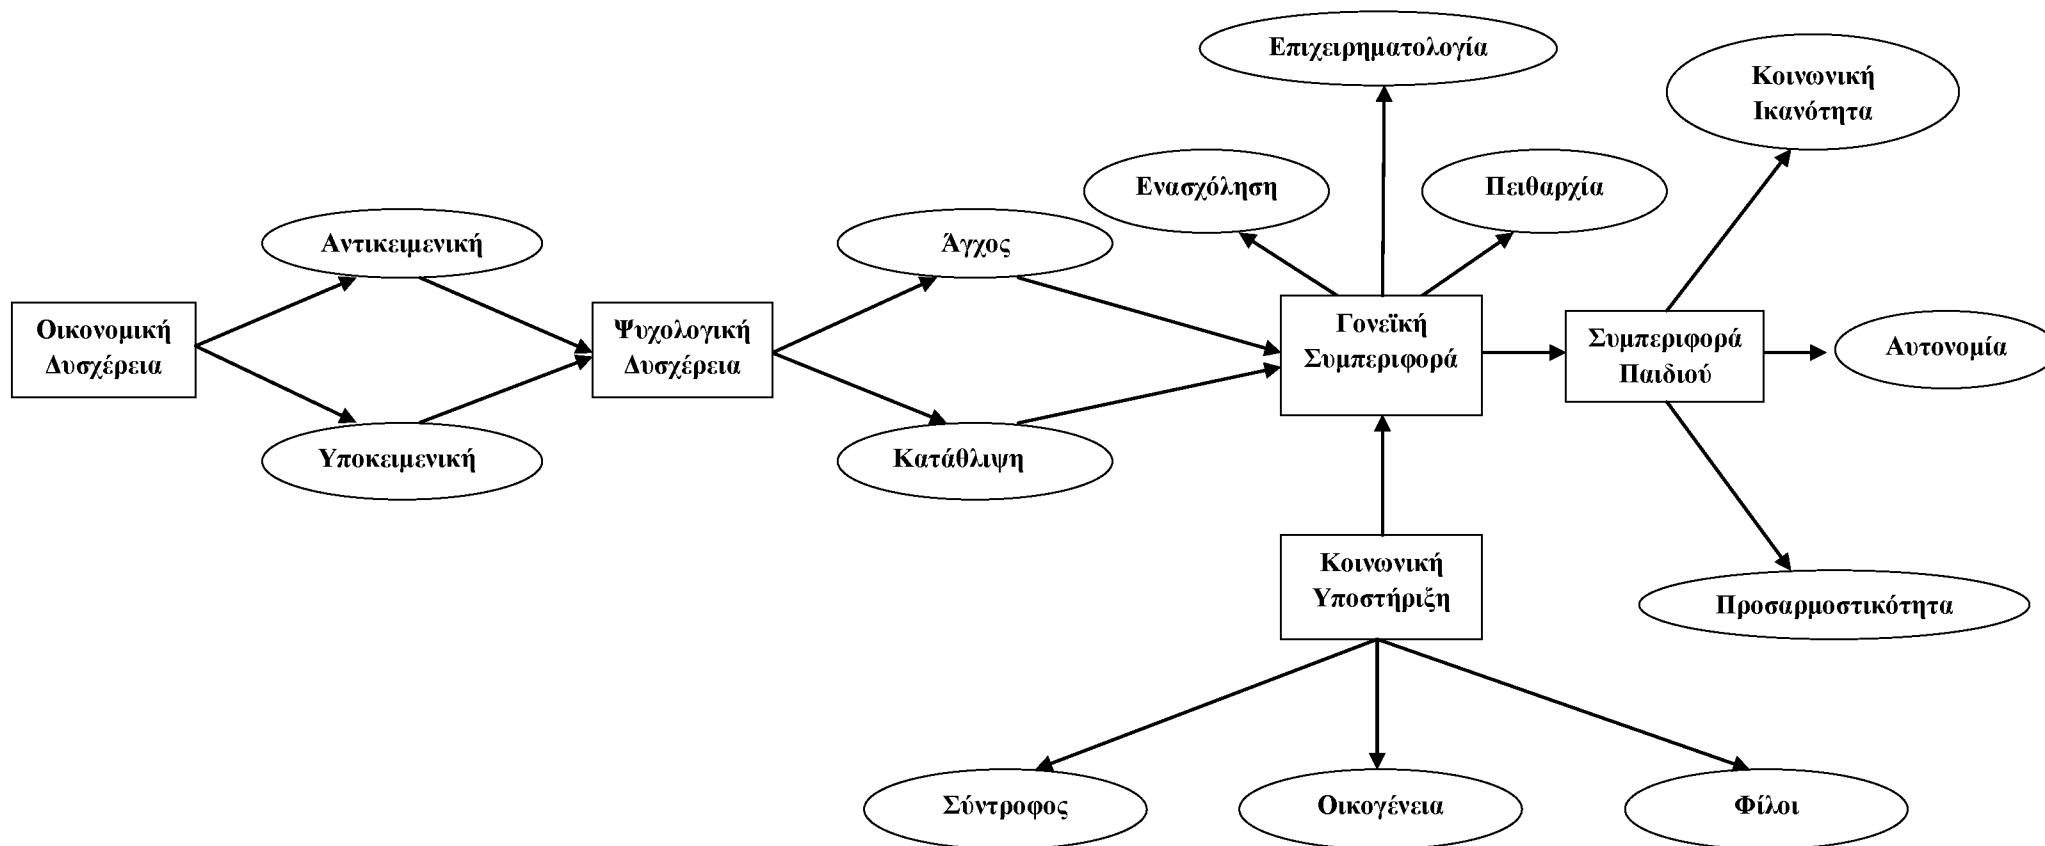 Επιχειρηματολογία
Κοινωνική
Ικανότητα
Ενασχόληση
Πειθαρχία
Αντικειμενική
Άγχος
Οικονομική
Δυσχέρεια
Ψυχολογική
Δυσχέρεια
Γονεϊκή
Συμπεριφορά
Συμπεριφορά
Παιδιού
Αυτονομία
Υποκειμενική
Κατάθλιψη
Κοινωνική
Υποστήριξη
Προσαρμοστικότητα
Σύντροφος
Οικογένεια
Φίλοι